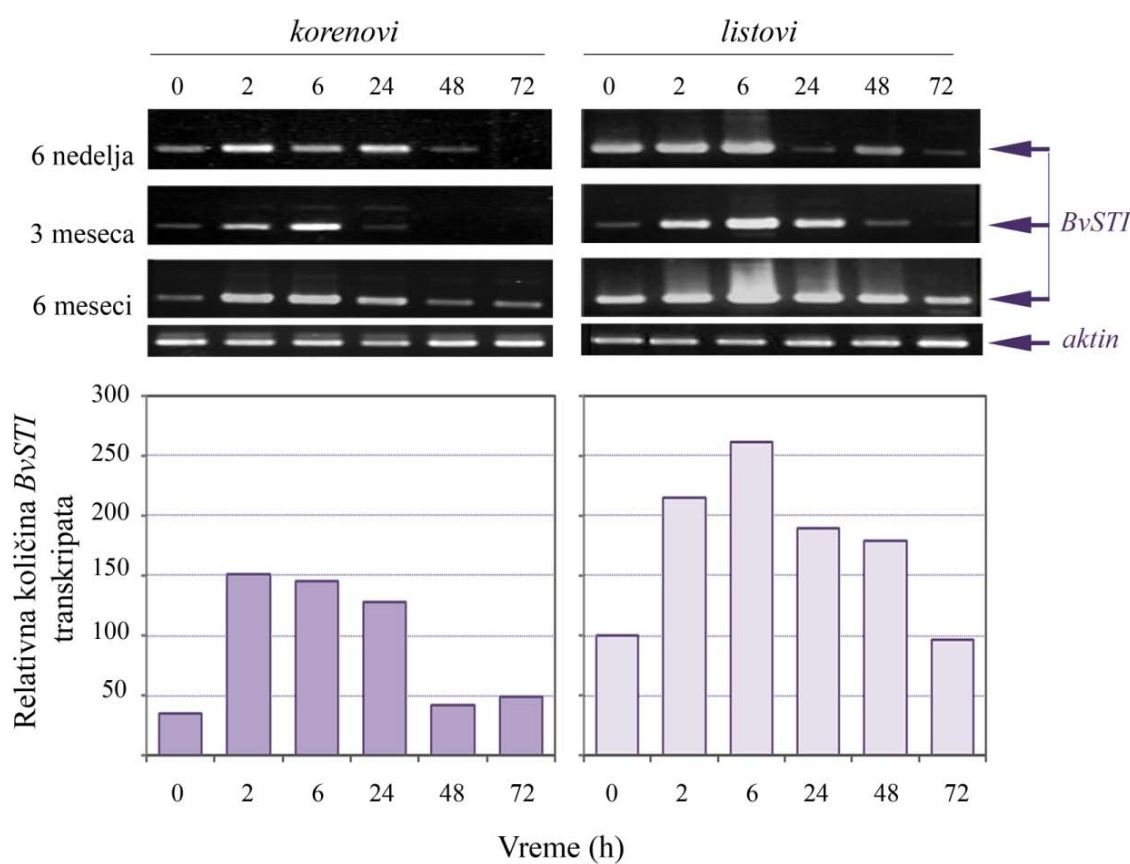 korenovi listovi
0 2 6 24 48 72 0 2 6 24 48 72
6 nedelja
3 meseca BvSTI
6 meseci
aktin
Relativna količina BvSTI
transkripata
300
250
200
150
100
50
0 2 6 24 48 72 0 2 6 24 48 72
Vreme (h)